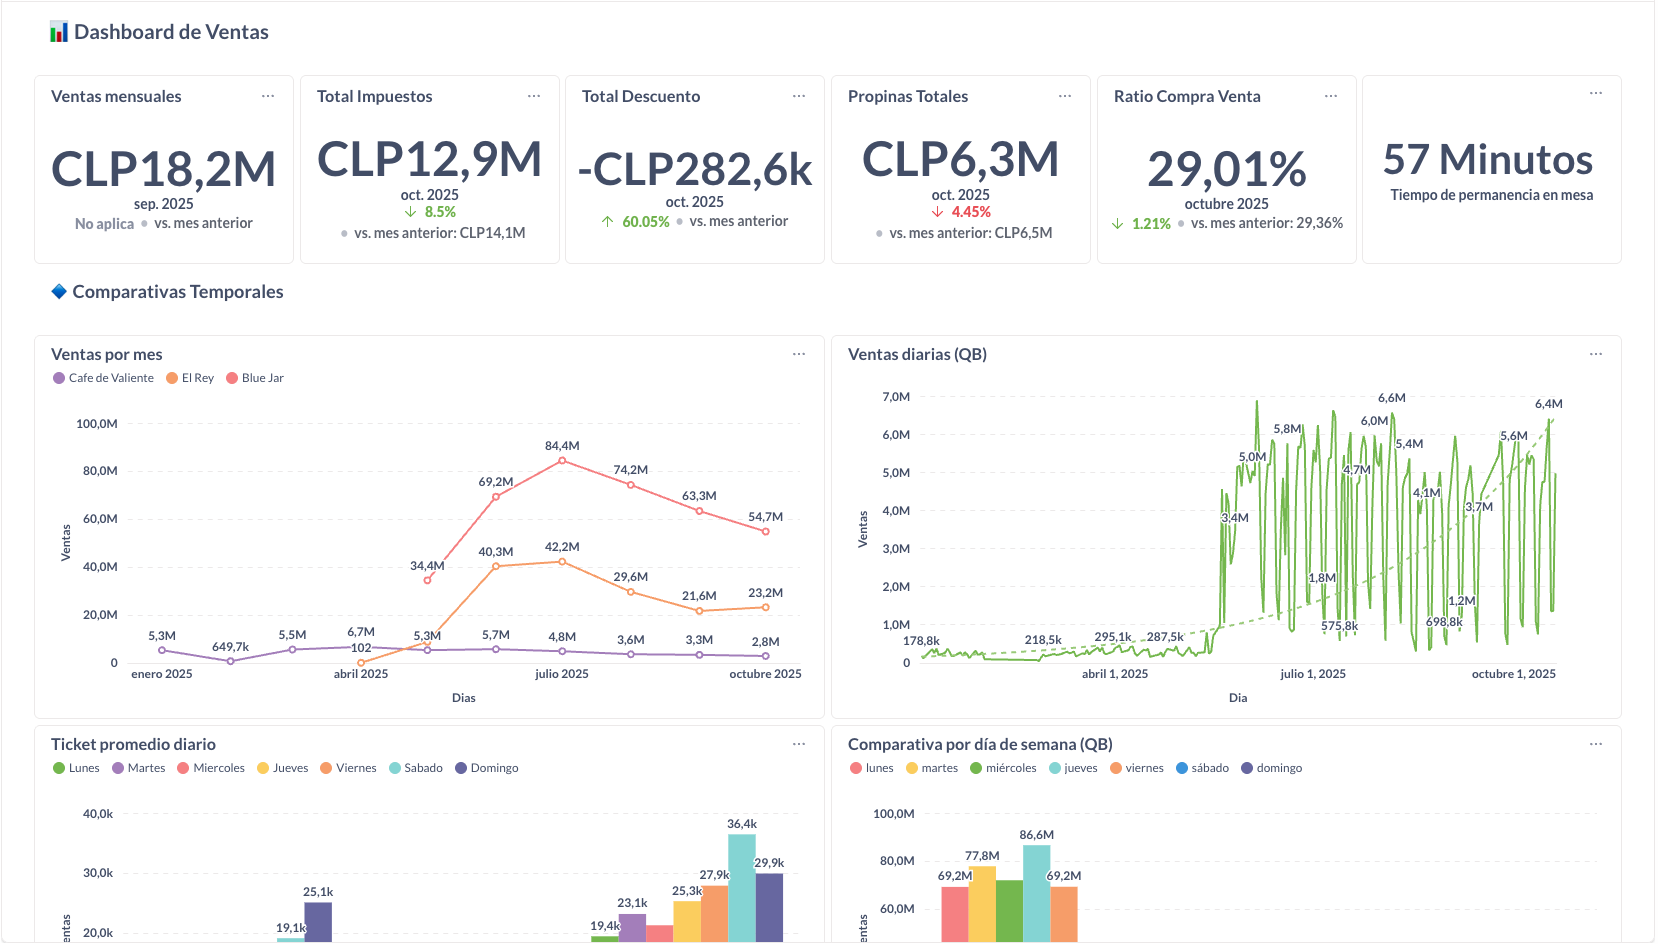 Dashboard de Ventas
Ventas mensuales
CLP18,2M
sep. 2025
No aplica • vs. mes anterior
Total Impuestos
CLP12,9M
oct. 2025
↓ 8.5%
• vs. mes anterior: CLP14,1M
Total Descuento
-CLP282,6k
oct. 2025
↑ 60.05% • vs. mes anterior
Propinas Totales
CLP6,3M
oct. 2025
↓ 4.45%
• vs. mes anterior: CLP6,5M
Ratio Compra Venta
29,01%
octubre 2025
↓ 1.21% • vs. mes anterior: 29,36%
57 Minutos
Tiempo de permanencia en mesa
Comparativas Temporales
Ventas por mes
Cafe de Valiente El Rey Blue Jar
Ventas
100,0M
80,0M
60,0M
40,0M
20,0M
0
34,4M 69,2M 84,4M 74,2M 63,3M 54,7M
102 40,3M 42,2M 29,6M 21,6M 23,2M
5,3M 649,7k 5,5M 6,7M 5,3M 5,7M 4,8M 3,6M 3,3M 2,8M
enero 2025 abril 2025 julio 2025 octubre 2025
Dias
Ventas diarias (QB)
Ventas
7,0M
6,0M
5,0M
4,0M
3,0M
2,0M
1,0M
0
178,8k 218,5k 295,1k 287,5k 3,4M 5,0M 5,8M 1,8M 575,8k 4,7M 6,0M 6,6M 5,4M 4,1M 698,8k 1,2M 3,7M 5,6M 6,4M
abril 1, 2025 julio 1, 2025 octubre 1, 2025
Dia
Ticket promedio diario
Lunes Martes Miercoles Jueves Viernes Sabado Domingo
40,0k
30,0k
20,0k
19,1k 25,1k 19,4k 23,1k 25,3k 27,9k 36,4k 29,9k
Comparativa por día de semana (QB)
lunes martes miércoles jueves viernes sábado domingo
100,0M
80,0M
60,0M
69,2M 77,8M 86,6M 69,2M